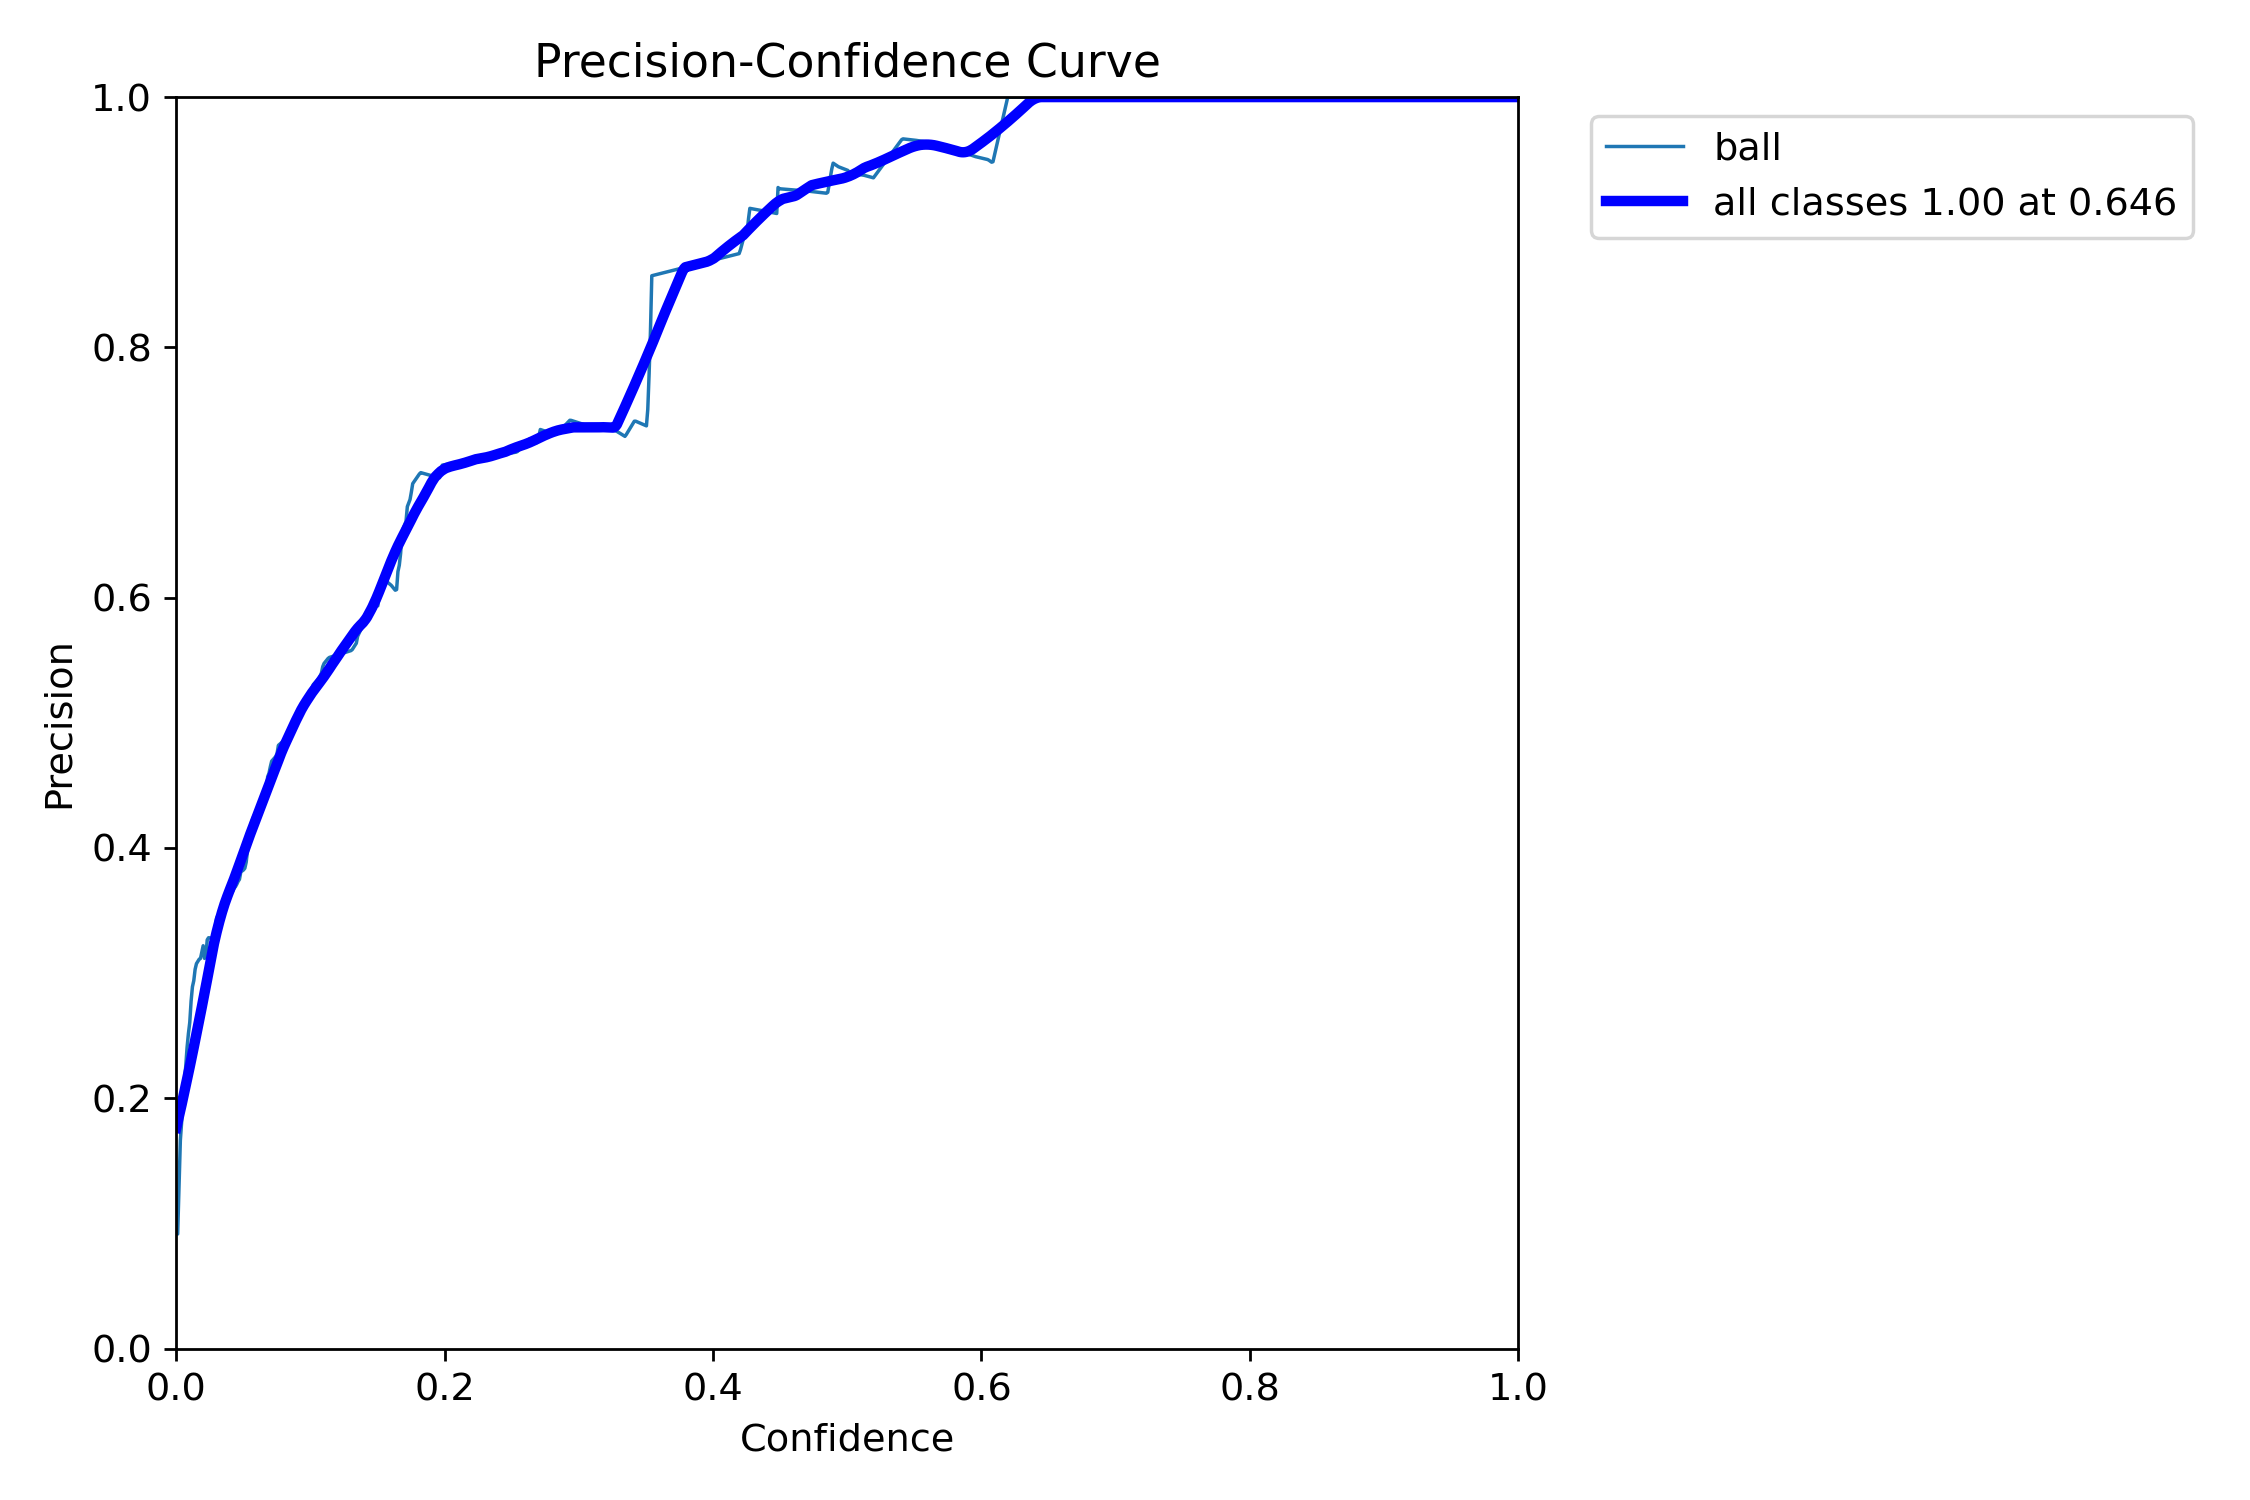 Precision-Confidence Curve
ball
all classes 1.00 at 0.646
Precision
1.0
0.8
0.6
0.4
0.2
0.0
0.0 0.2 0.4 0.6 0.8 1.0
Confidence